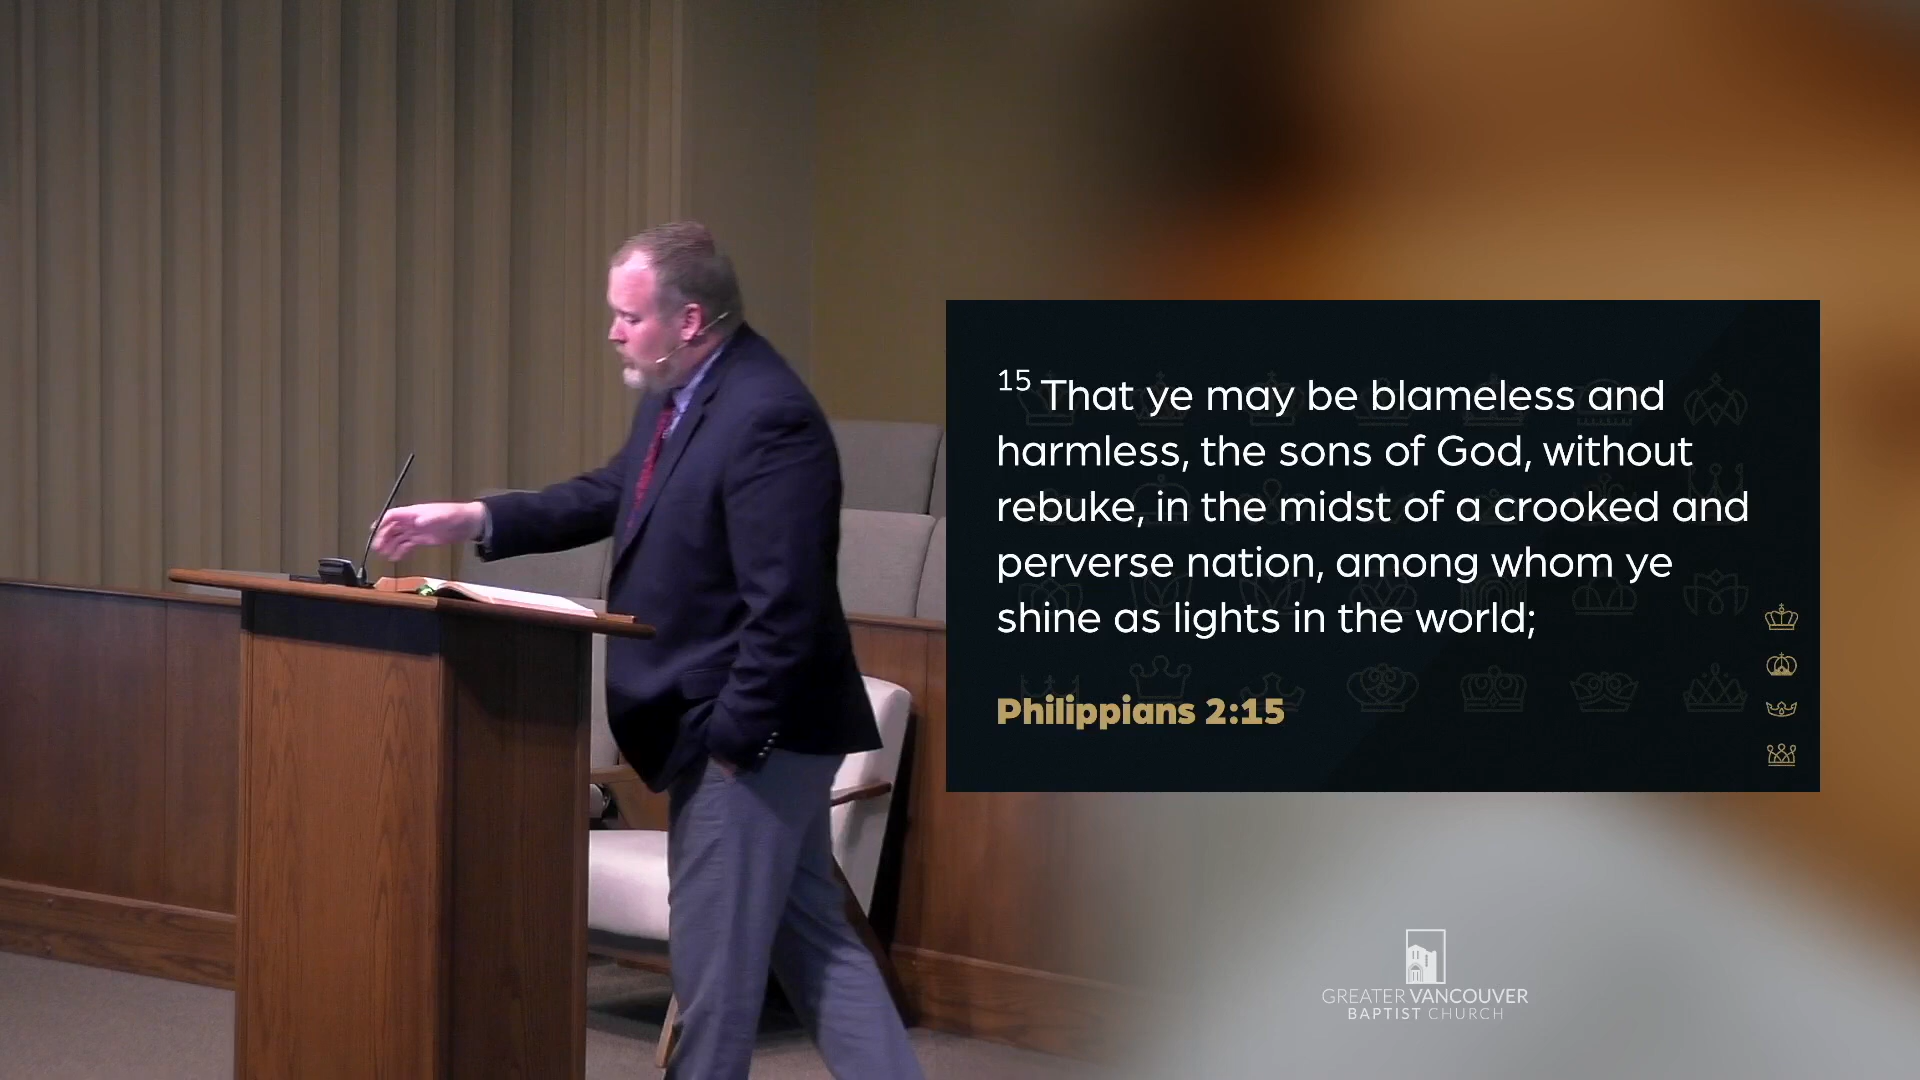 15 That ye may be blameless and
harmless, the sons of God, without
rebuke, in the midst of a crooked and
perverse nation, among whom ye
shine as lights in the world;
Philippians 2:15
GREATER VANCOUVER
BAPTIST CHURCH